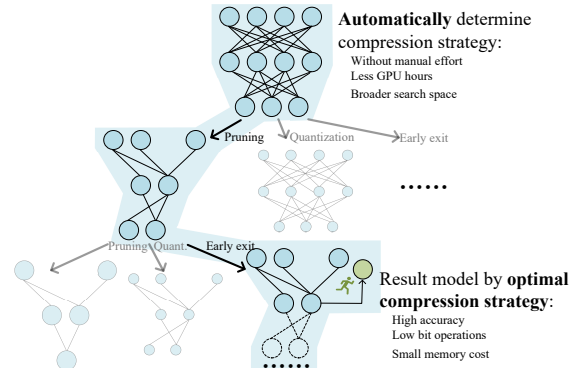 Automatically determine
compression strategy:
Without manual effort
Less GPU hours
Broader search space
Pruning
Quantization
Early exit
......
Pruning
Quant.
Early exit
Result model by optimal
compression strategy:
High accuracy
Low bit operations
Small memory cost
......